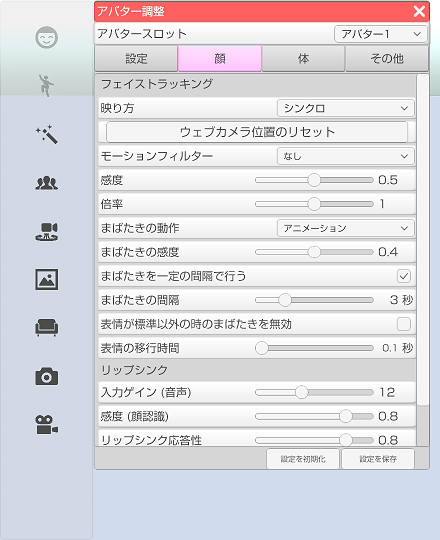 アバター調整
アバタースロット アバター1
設定 顔 体 その他
フェイストラッキング
映り方 シンクロ
ウェブカメラ位置のリセット
モーションフィルター なし
感度 0.5
倍率 1
まばたきの動作 アニメーション
まばたきの感度 0.4
まばたきを一定の間隔で行う
まばたきの間隔 3 秒
表情が標準以外の時のまばたきを無効
表情の移行時間 0.1 秒
リップシンク
入力ゲイン (音声) 12
感度 (顔認識) 0.8
リップシンク応答性 0.8
設定を初期化 設定を保存